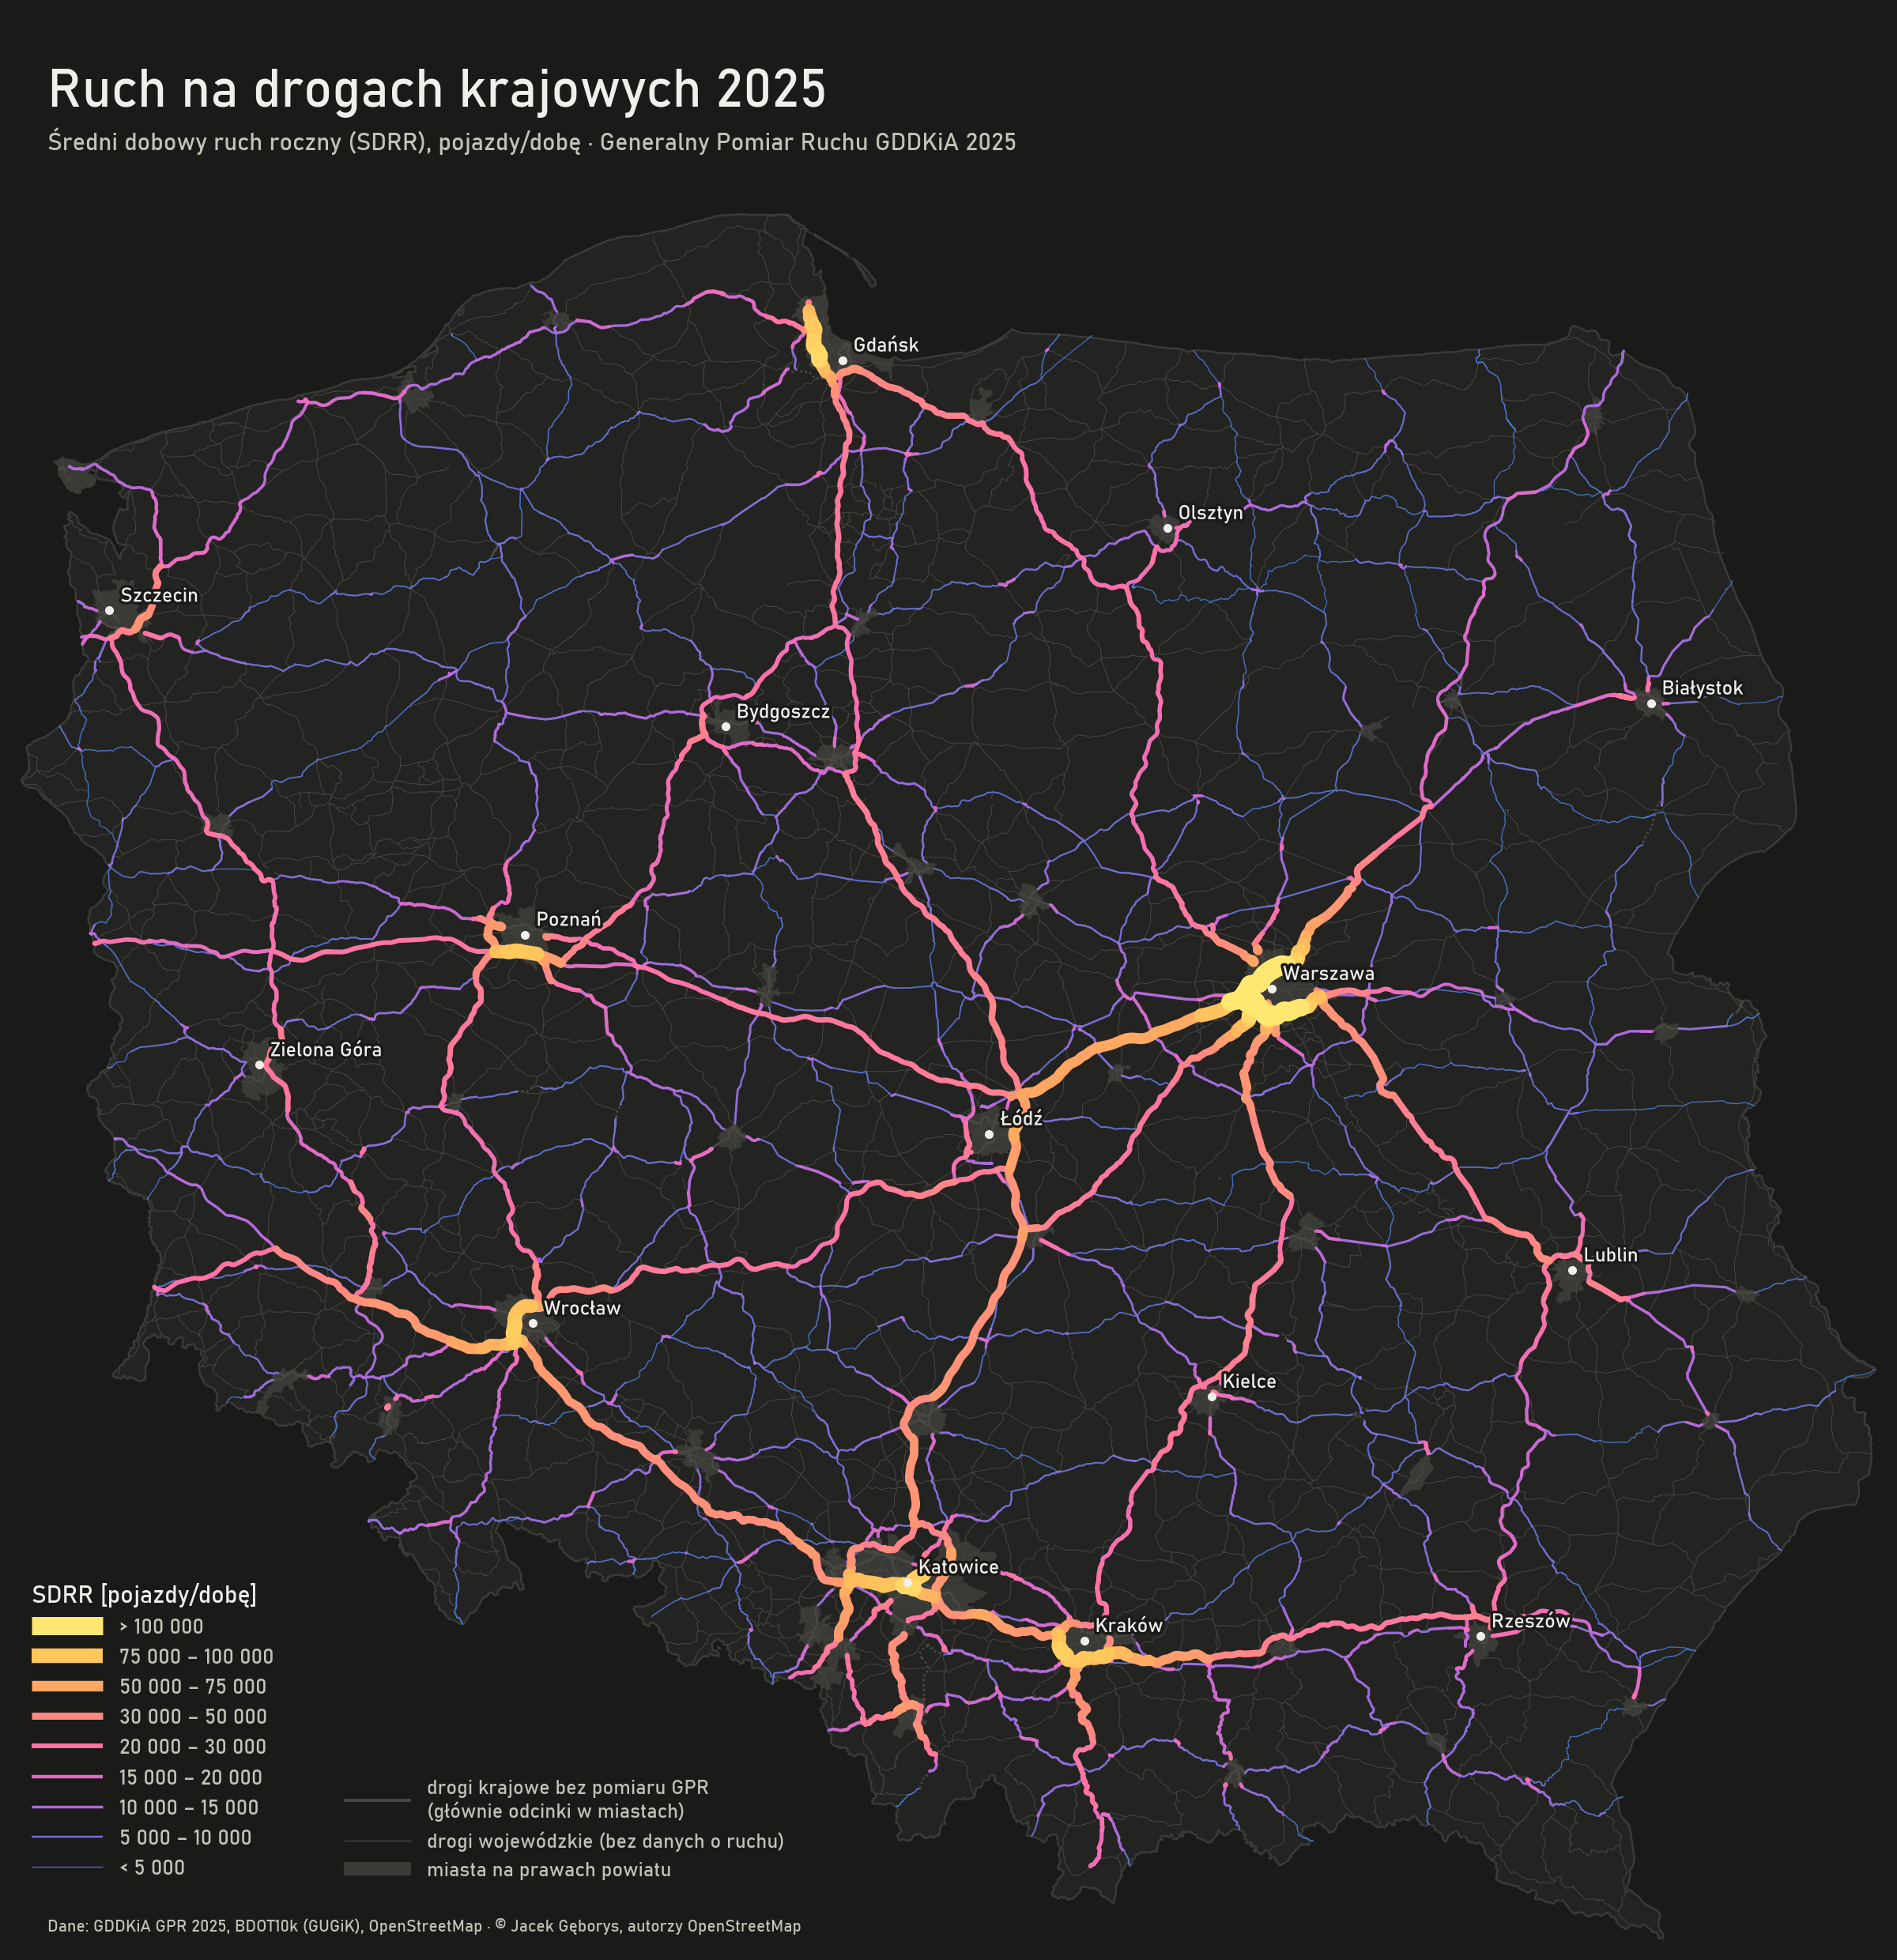 Ruch na drogach krajowych 2025
Średni dobowy ruch roczny (SDRR), pojazdy/dobę · Generalny Pomiar Ruchu GDDKiA 2025
Gdańsk
Olsztyn
Szczecin
Białystok
Bydgoszcz
Poznań
Warszawa
Zielona Góra
Łódź
Lublin
Wrocław
Kielce
Katowice
Kraków
Rzeszów
SDRR [pojazdy/dobę]
> 100 000
75 000 – 100 000
50 000 – 75 000
30 000 – 50 000
20 000 – 30 000
15 000 – 20 000
10 000 – 15 000
5 000 – 10 000
< 5 000
drogi krajowe bez pomiaru GPR
(głównie odcinki w miastach)
drogi wojewódzkie (bez danych o ruchu)
miasta na prawach powiatu
Dane: GDDKiA GPR 2025, BDOT10k (GUGiK), OpenStreetMap · © Jacek Gęborys, autorzy OpenStreetMap